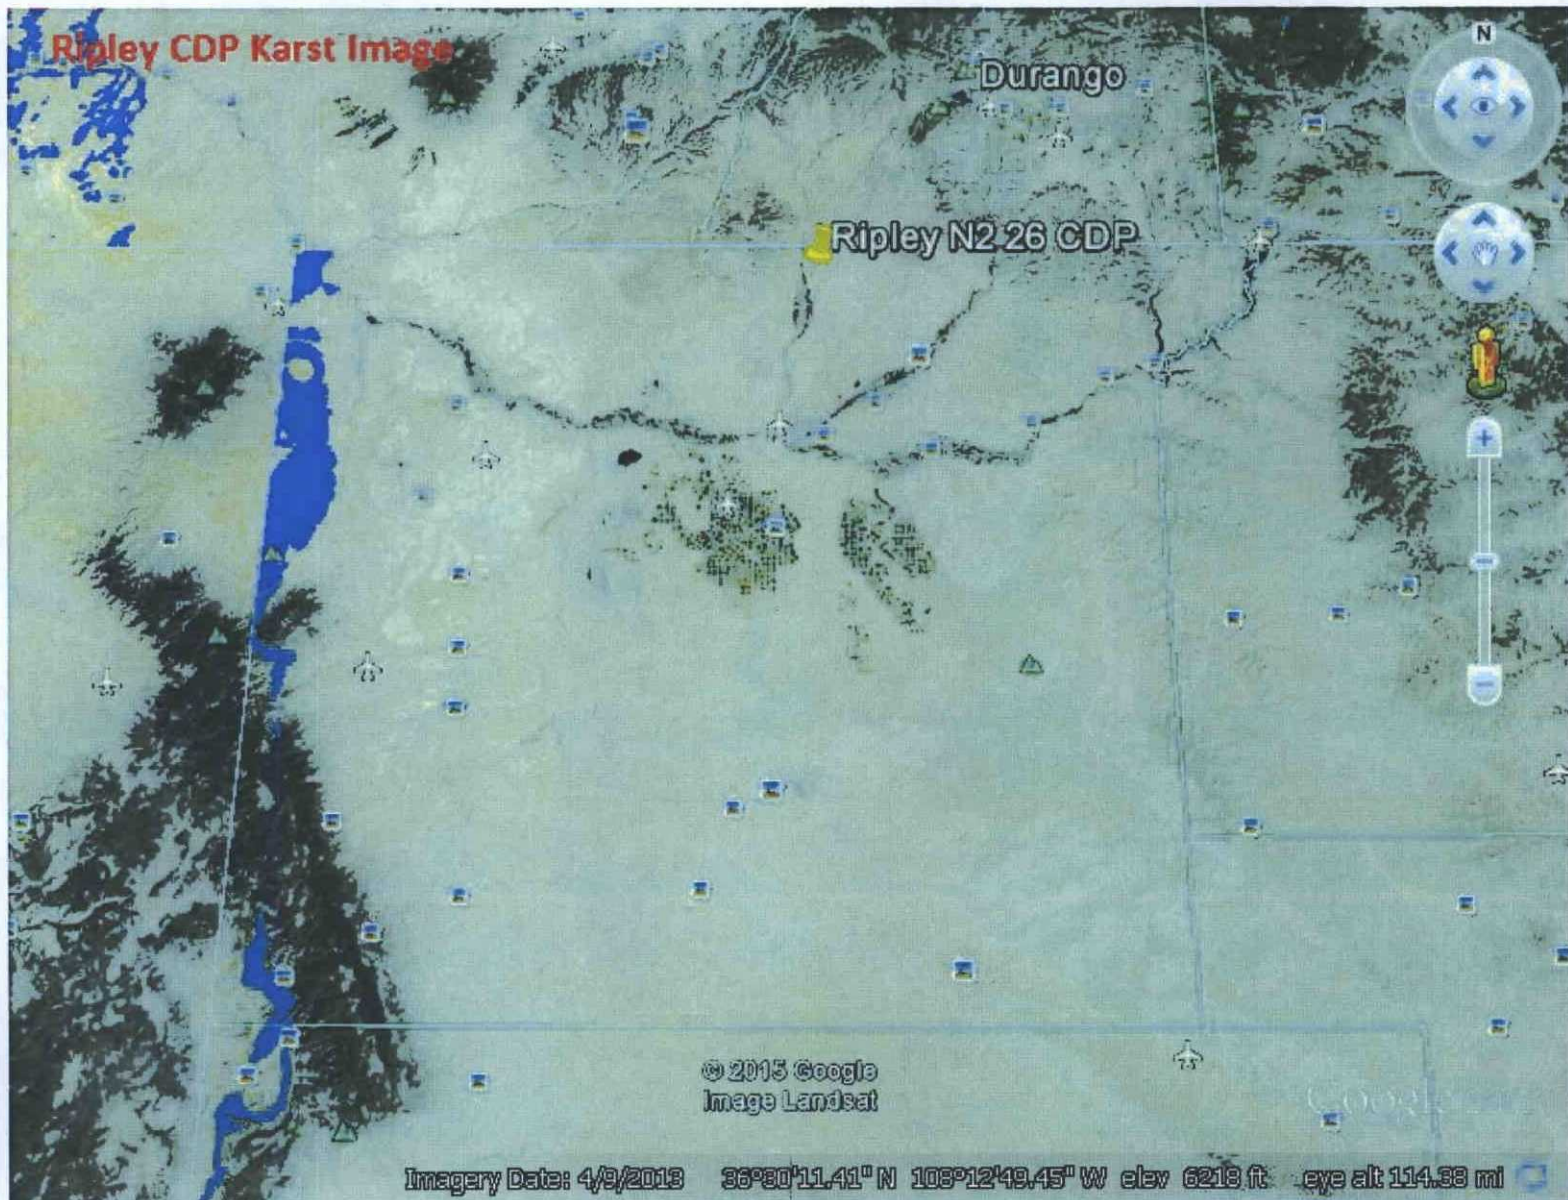 Ripley CDP Karst Image
N
Durango
Ripley N2 26 CDP
© 2015 Google
Image Landsat
Google
Imagery Date: 4/9/2013 36°30'11.41" N 108°12'49.45" W elev 6218 ft eye alt 114.38 mi